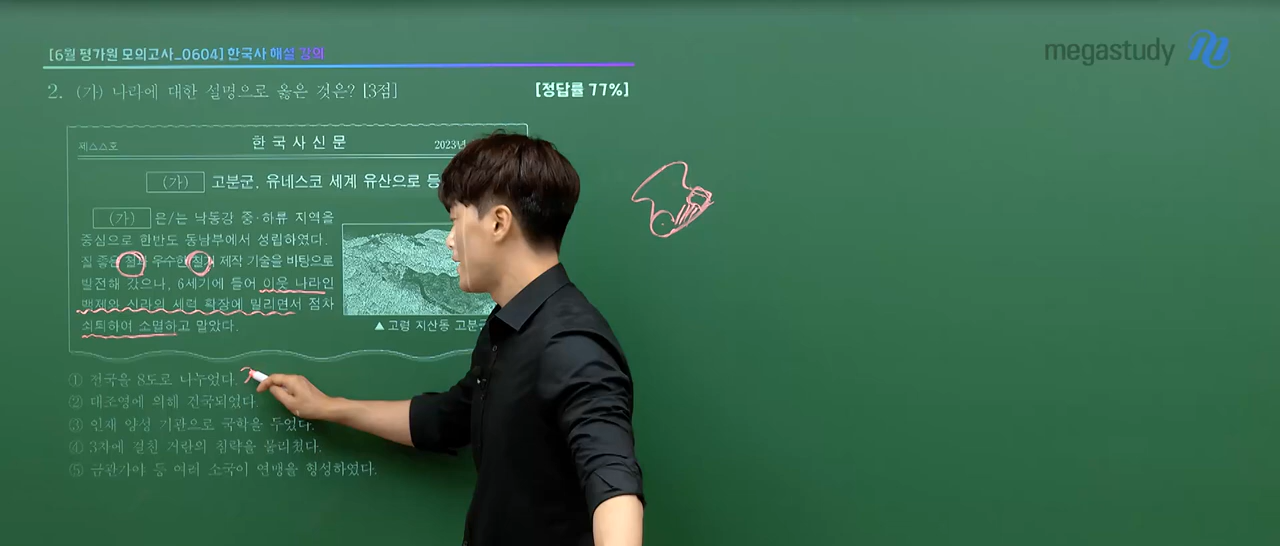 [6월 평가원 모의고사_0604] 한국사 해설 강의
megastudy
2. (가) 나라에 대한 설명으로 옳은 것은? [3점]
[정답률 77%]
제△△호
한국사신문
2023년
(가) 고분군, 유네스코 세계 유산으로 등
(가) 은/는 낙동강 중·하류 지역을
중심으로 한반도 동남부에서 성립하였다.
질 좋은 철과 우수한 철기 제작 기술을 바탕으로
발전해 갔으나, 6세기에 들어 이웃 나라인
백제와 신라의 세력 확장에 밀리면서 점차
쇠퇴하여 소멸하고 말았다.
▲ 고령 지산동 고분군
① 전국을 8도로 나누었다.
② 대조영에 의해 건국되었다.
③ 인재 양성 기관으로 국학을 두었다.
④ 3차에 걸친 거란의 침략을 물리쳤다.
⑤ 금관가야 등 여러 소국이 연맹을 형성하였다.